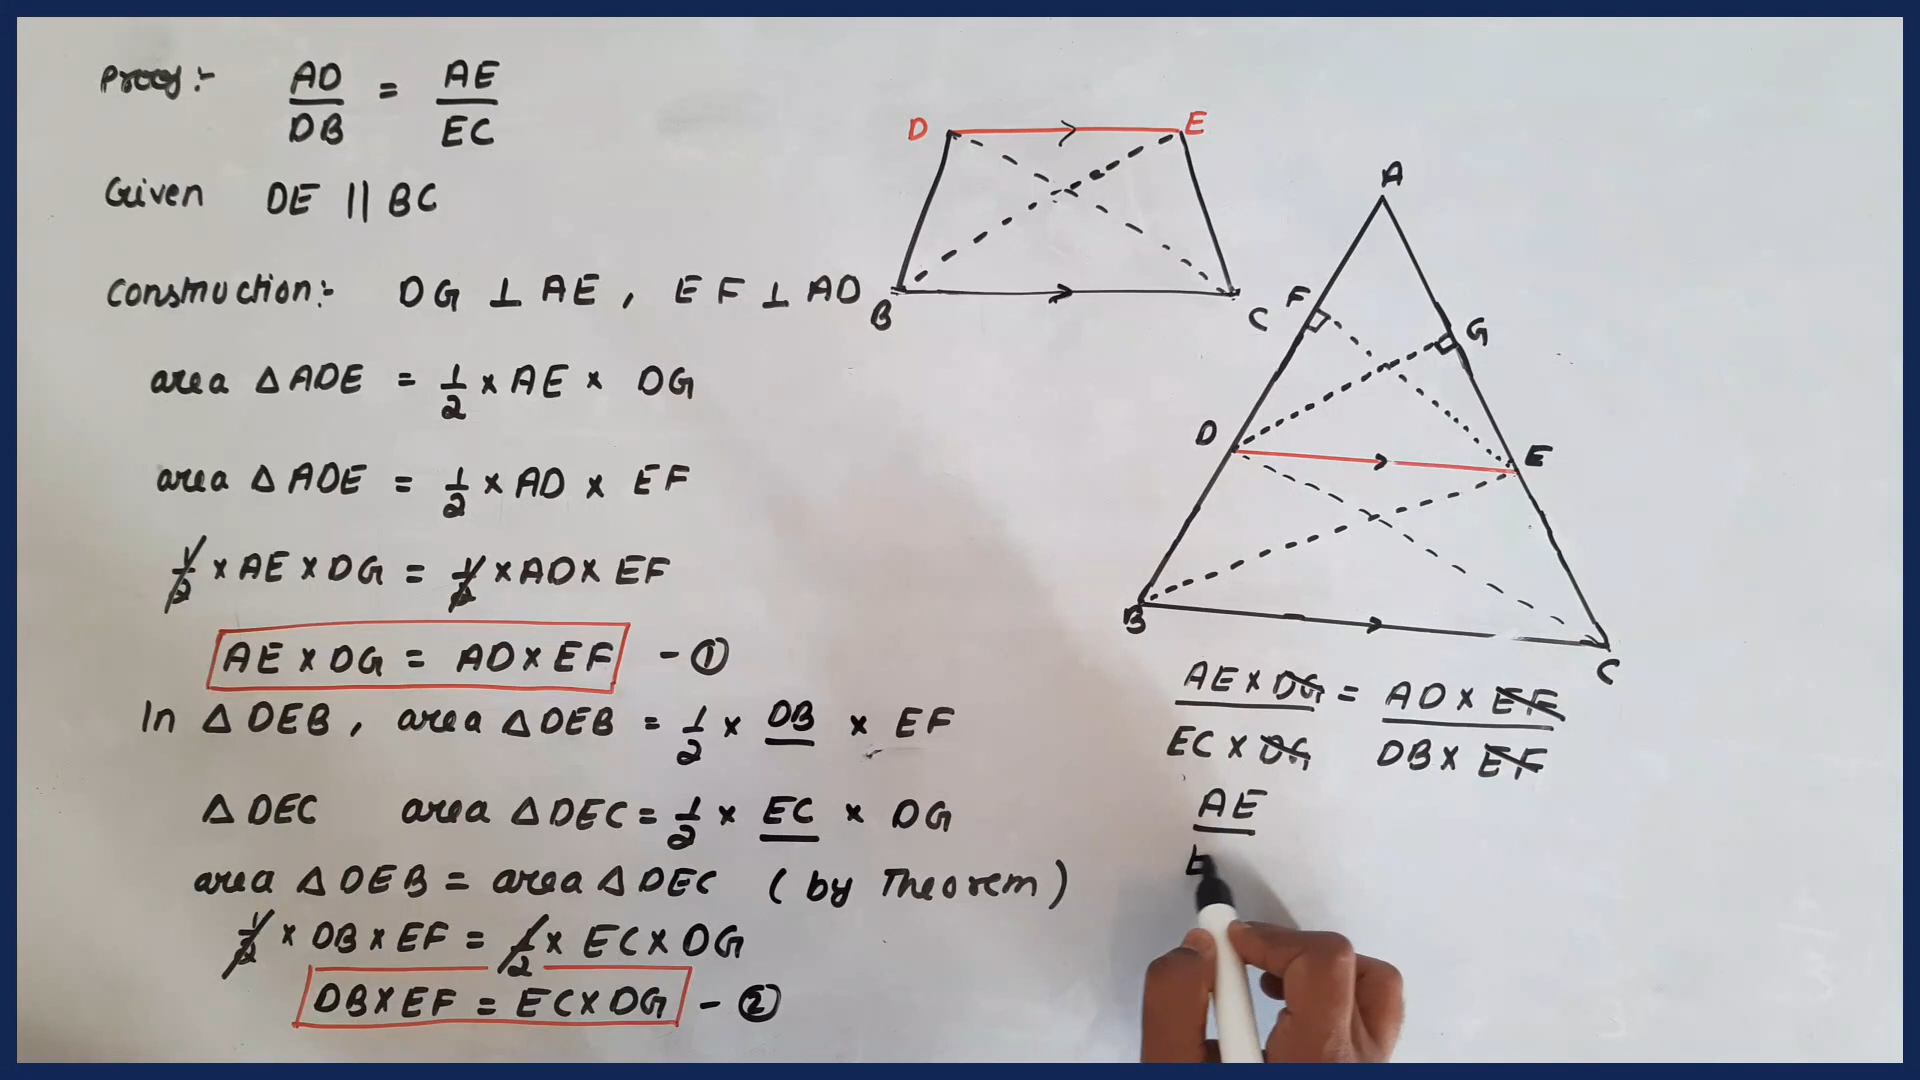 Proof:- AD/DB = AE/EC
Given DE || BC
Construction:- DG ⊥ AE, EF ⊥ AD
area △ADE = 1/2 × AE × DG
area △ADE = 1/2 × AD × EF
1/2 × AE × DG = 1/2 × AD × EF
AE × DG = AD × EF - ①
In △DEB, area △DEB = 1/2 × DB × EF
△DEC area △DEC = 1/2 × EC × DG
area △DEB = area △DEC (by Theorem)
1/2 × DB × EF = 1/2 × EC × DG
DB × EF = EC × DG - ②
D E
B C
A
F G
D E
B C
AE × DG / EC × DG = AD × EF / DB × EF
AE
E